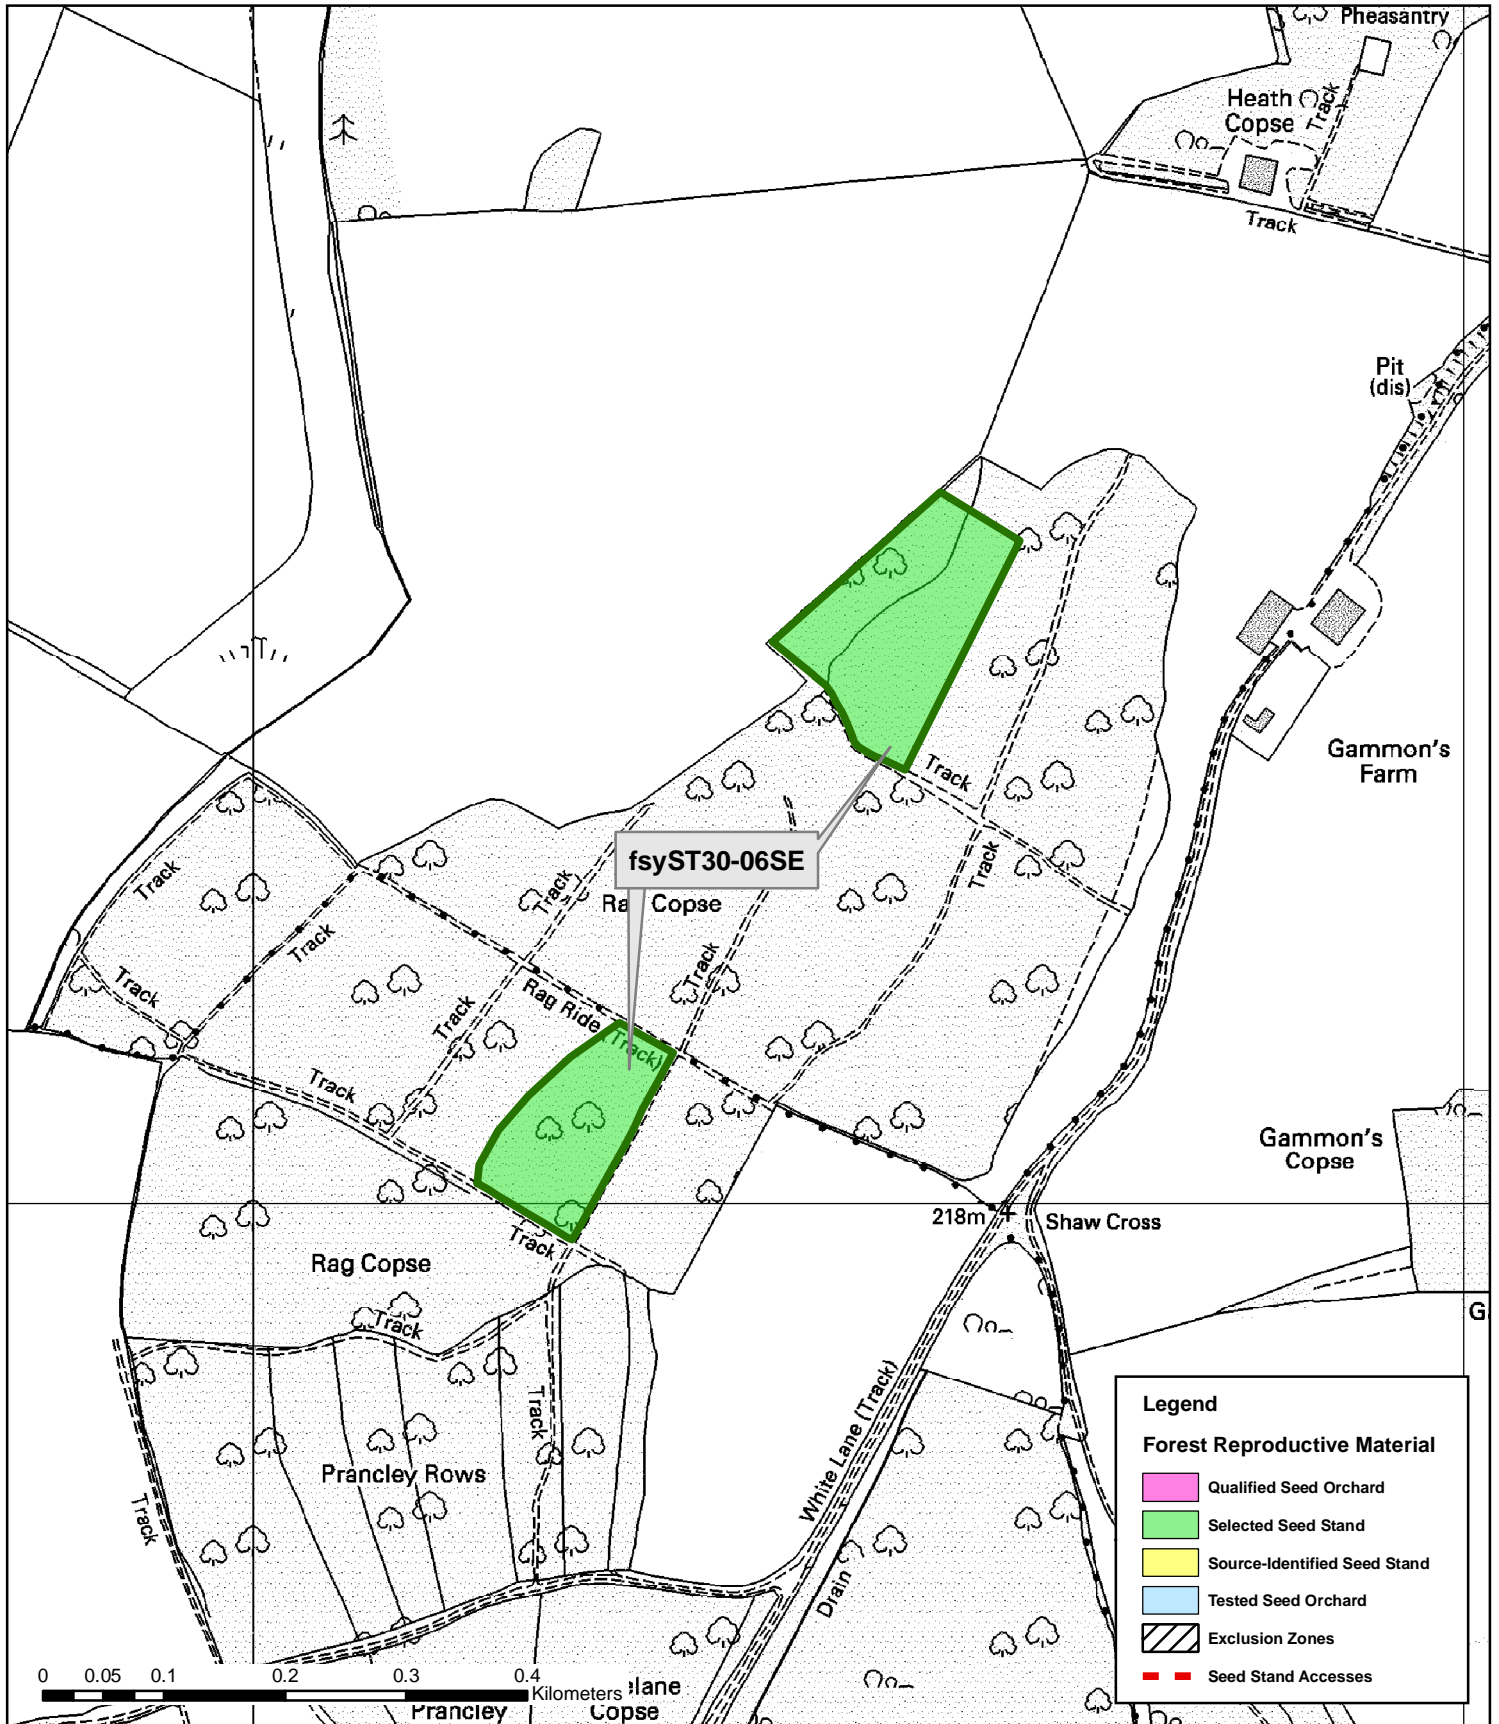 Pheasantry
Heath
Copse
Track
Track
Pit
(dis)
Gammon's
Farm
Track
fsyST30-06SE
Track
Track
Track
Copse
Track
Track
Track
Rag Ride (Track)
Track
Track
Gammon's
Copse
218m
Shaw Cross
Track
Rag Copse
Track
White Lane (Track)
Track
Prancley Rows
Track
Drain
Legend
Forest Reproductive Material
Qualified Seed Orchard
Selected Seed Stand
Source-Identified Seed Stand
Tested Seed Orchard
Exclusion Zones
Seed Stand Accesses
0 0.05 0.1 0.2 0.3 0.4
Kilometers
Prancley
Copse